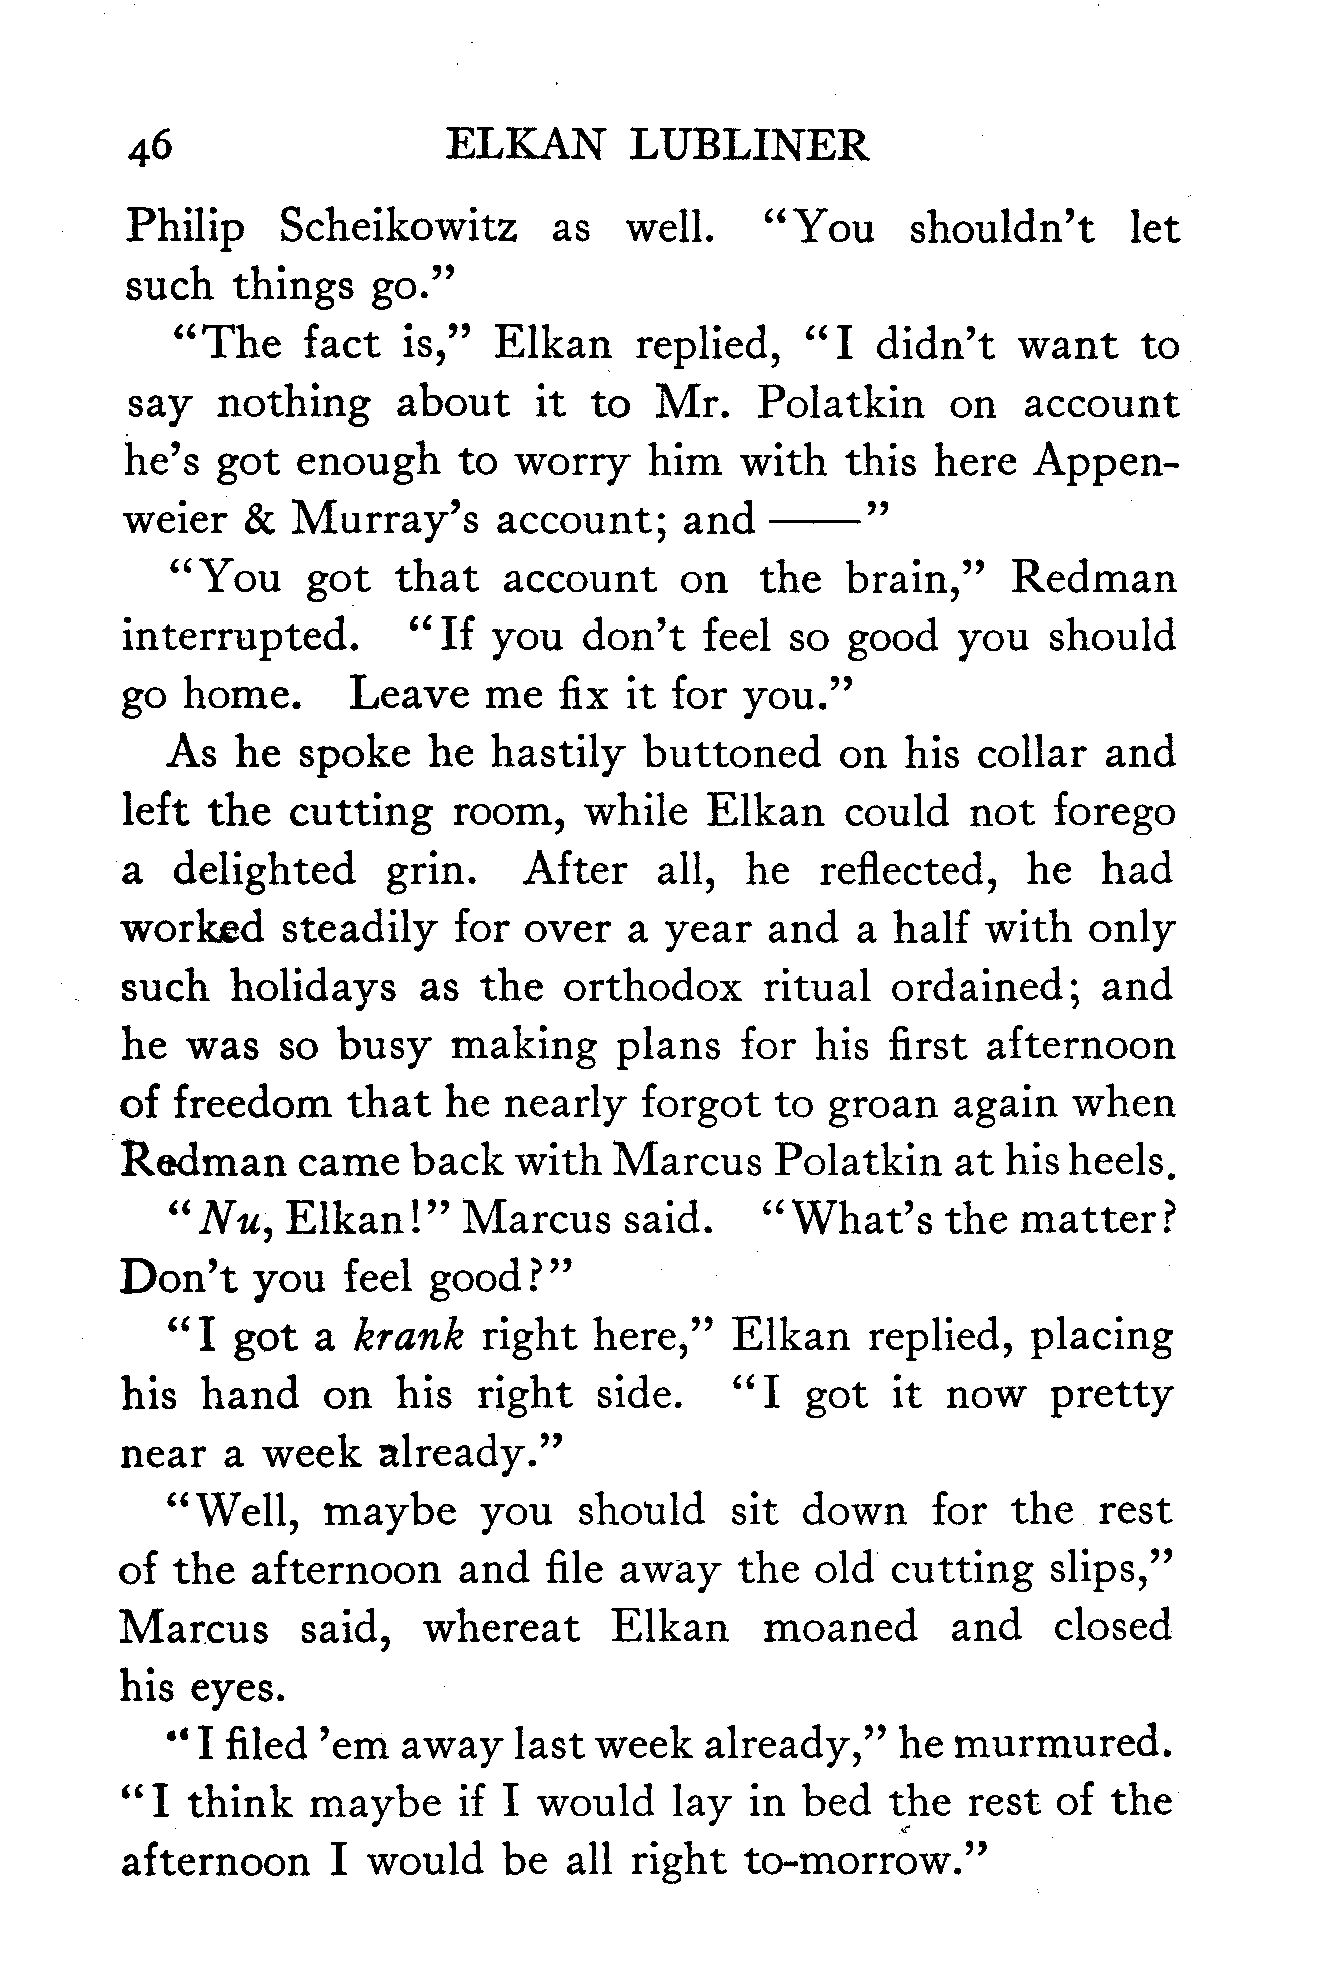 46 ELKAN LUBLINER
Philip Scheikowitz as well. “You shouldn’t let
such things go.”
“The fact is,” Elkan replied, “I didn’t want to
say nothing about it to Mr. Polatkin on account
he’s got enough to worry him with this here Appen-
weier & Murray’s account; and ——”
“You got that account on the brain,” Redman
interrupted. “If you don’t feel so good you should
go home. Leave me fix it for you.”
As he spoke he hastily buttoned on his collar and
left the cutting room, while Elkan could not forego
a delighted grin. After all, he reflected, he had
worked steadily for over a year and a half with only
such holidays as the orthodox ritual ordained; and
he was so busy making plans for his first afternoon
of freedom that he nearly forgot to groan again when
Redman came back with Marcus Polatkin at his heels.
“Nu, Elkan!” Marcus said. “What’s the matter?
Don’t you feel good?”
“I got a krank right here,” Elkan replied, placing
his hand on his right side. “I got it now pretty
near a week already.”
“Well, maybe you should sit down for the rest
of the afternoon and file away the old cutting slips,”
Marcus said, whereat Elkan moaned and closed
his eyes.
“I filed ’em away last week already,” he murmured.
“I think maybe if I would lay in bed the rest of the
afternoon I would be all right to-morrow.”